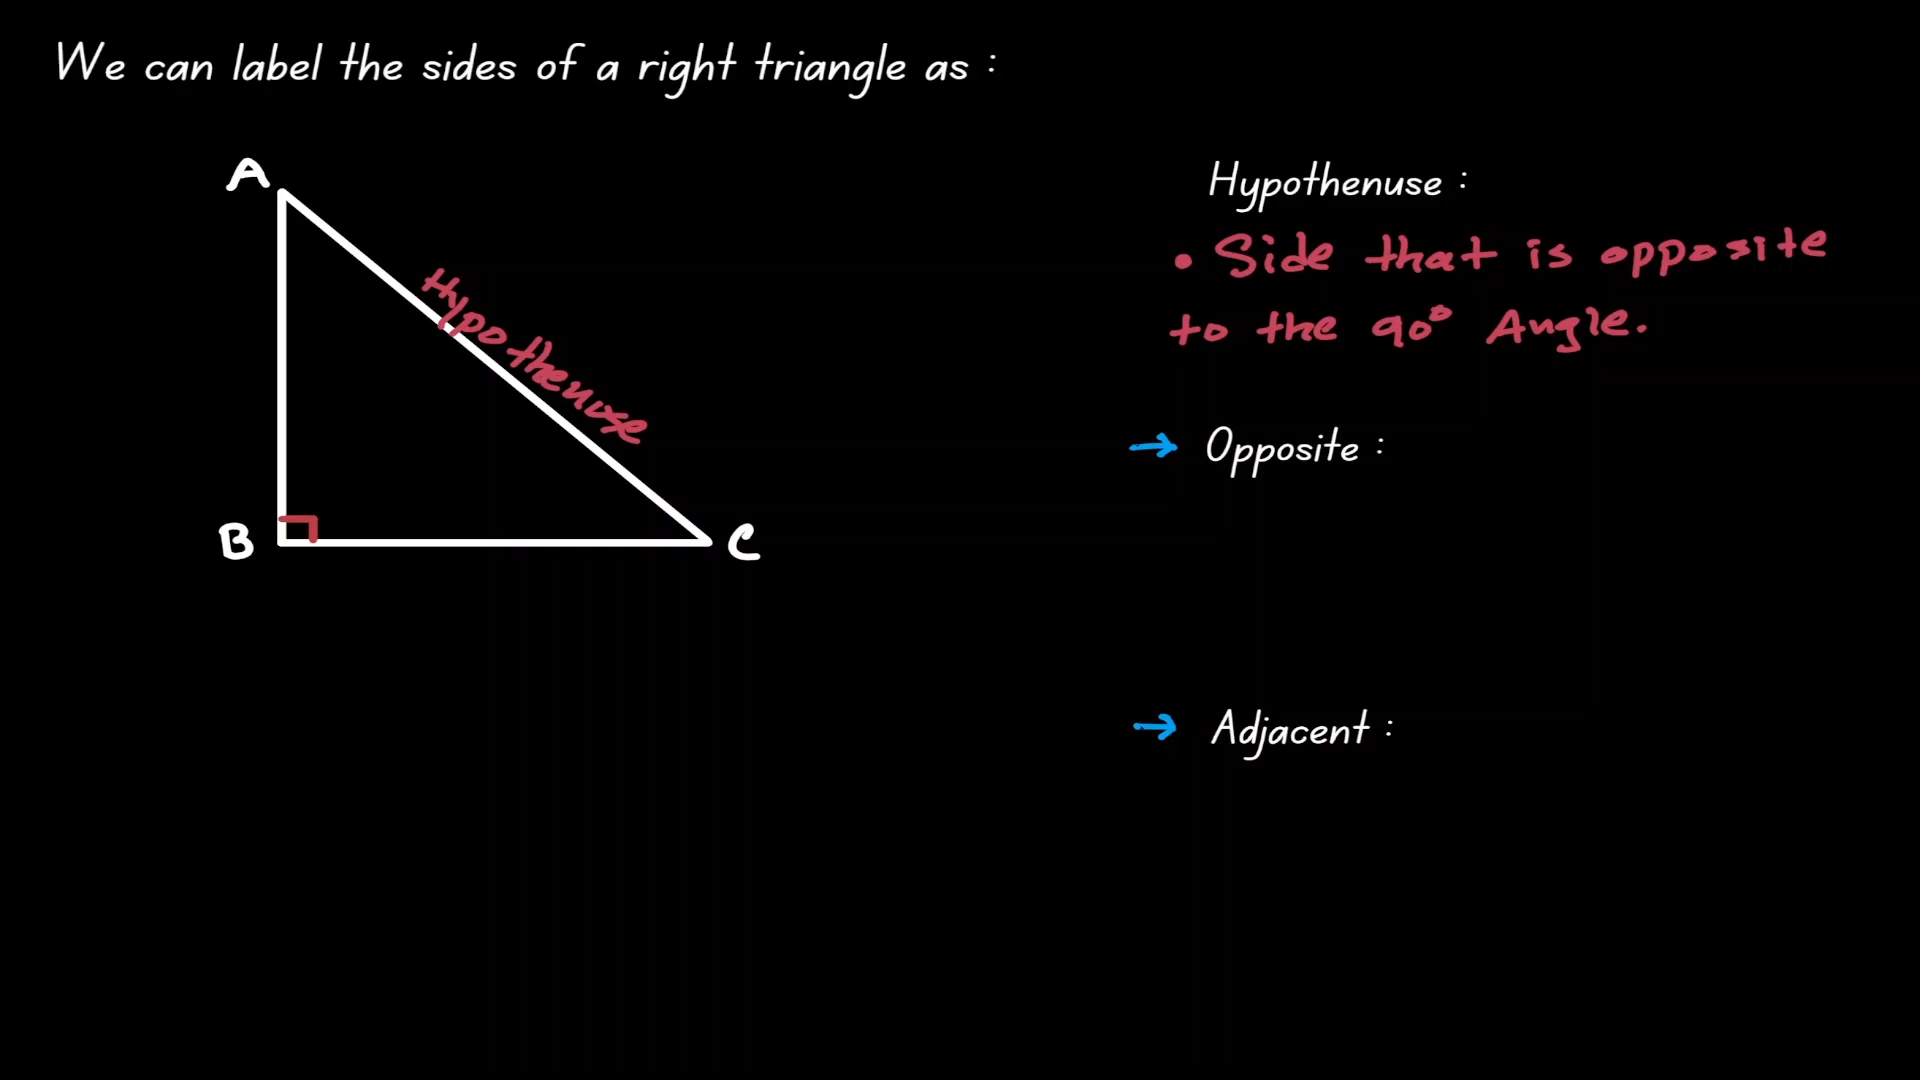 We can label the sides of a right triangle as :
A
Hypothenuse
B
C
Hypothenuse :
• Side that is opposite
to the 90° Angle.
→ Opposite :
→ Adjacent :